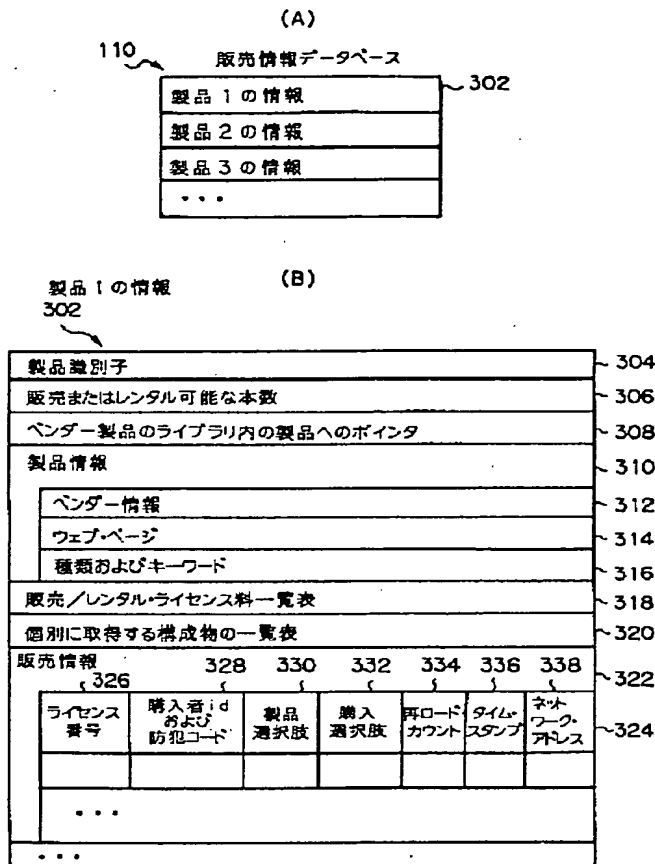 (A)
110
販売情報データベース
302
製品1の情報
製品2の情報
製品3の情報
・・・
(B)
製品1の情報
302
製品識別子
304
販売またはレンタル可能な本数
306
ベンダー製品のライブラリ内の製品へのポインタ
308
製品情報
310
ベンダー情報
312
ウェブ・ページ
314
種類およびキーワード
316
販売/レンタル・ライセンス料一覧表
318
個別に取得する構成物の一覧表
320
販売情報
322
326 328 330 332 334 336 338
ライセンス番号
購入者idおよび防犯コード
製品選択肢
購入選択肢
再ロード・カウント
タイム・スタンプ
ネットワーク・アドレス
324
・・・
・・・